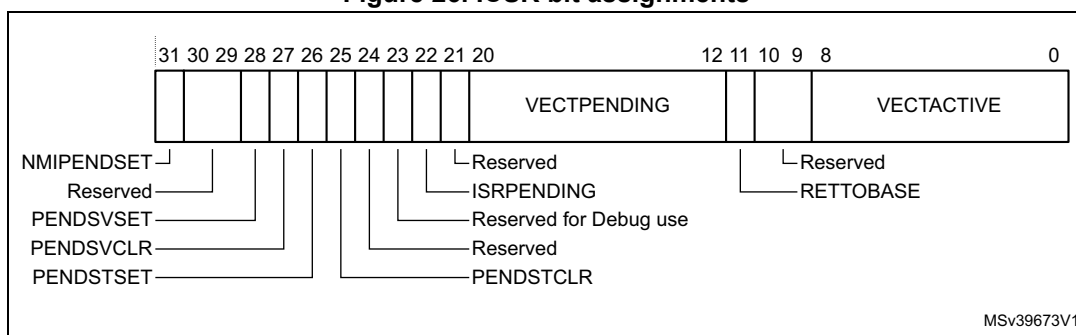 Figure 20. ICSR bit assignments
31 30 29 28 27 26 25 24 23 22 21 20 12 11 10 9 8 0
VECTPENDING VECTACTIVE
NMIPENDSET Reserved Reserved
Reserved ISRPENDING RETTOBASE
PENDSVSET Reserved for Debug use
PENDSVCLR Reserved
PENDSTSET PENDSTCLR
MSv39673V1